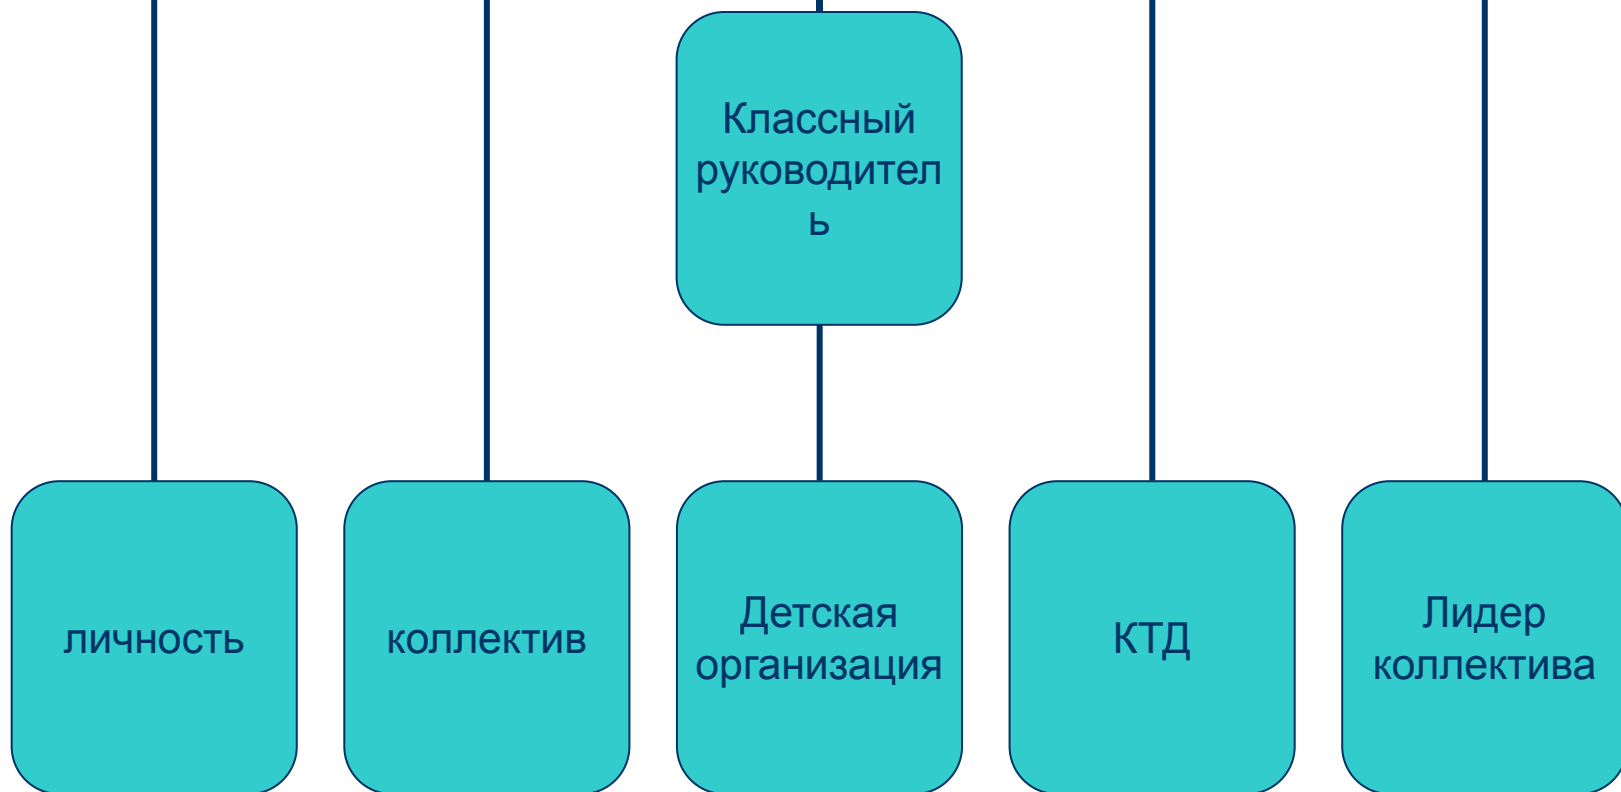 Классный
руководител
ь
личность
коллектив
Детская
организация
КТД
Лидер
коллектива